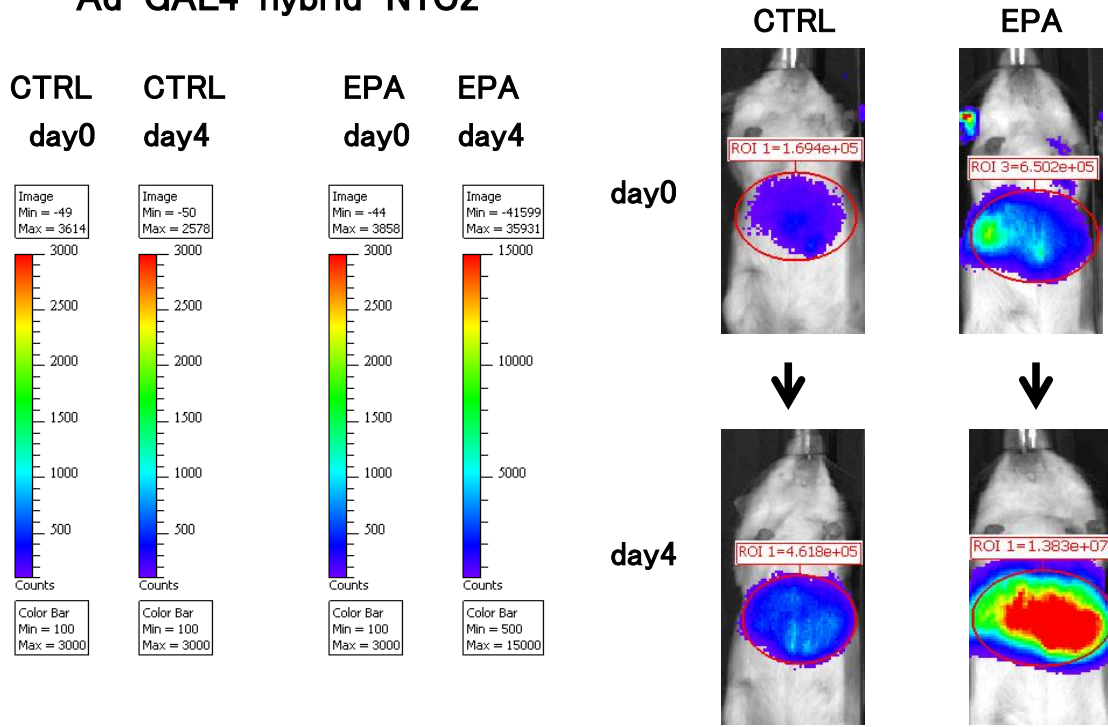 Ad GAL4 hybrid
CTRL
CTRL
EPA
EPA
day0
day4
day0
day4
Image
Min = -49
Max = 3614
3000
2500
2000
1500
1000
500
Counts
Color Bar
Min = 100
Max = 3000
Image
Min = -50
Max = 2578
3000
2500
2000
1500
1000
500
Counts
Color Bar
Min = 100
Max = 3000
Image
Min = -44
Max = 3858
3000
2500
2000
1500
1000
500
Counts
Color Bar
Min = 100
Max = 3000
Image
Min = -41599
Max = 35931
15000
10000
5000
Counts
Color Bar
Min = 500
Max = 15000
CTRL
EPA
day0
ROI 1=1.694e+05
ROI 3=6.502e+05
day4
ROI 1=4.618e+05
ROI 1=1.383e+07